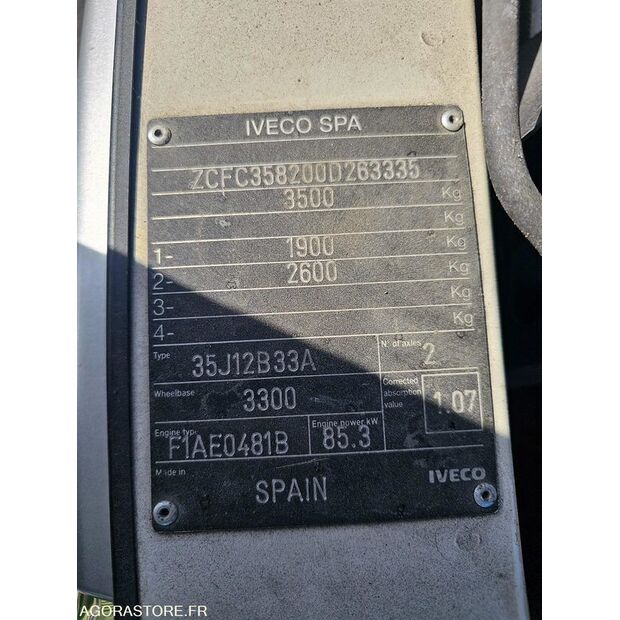 IVECO SPA
ZCFC358200D263335
3500 Kg
Kg
1- 1900 Kg
2- 2600 Kg
3- Kg
4- Kg
Type 35J12B33A N° of axles 2
Wheelbase 3300 Corrected absorption value 1.07
Engine type F1AE0481B Engine power kW 85.3
Made in SPAIN IVECO
AGORASTORE.FR